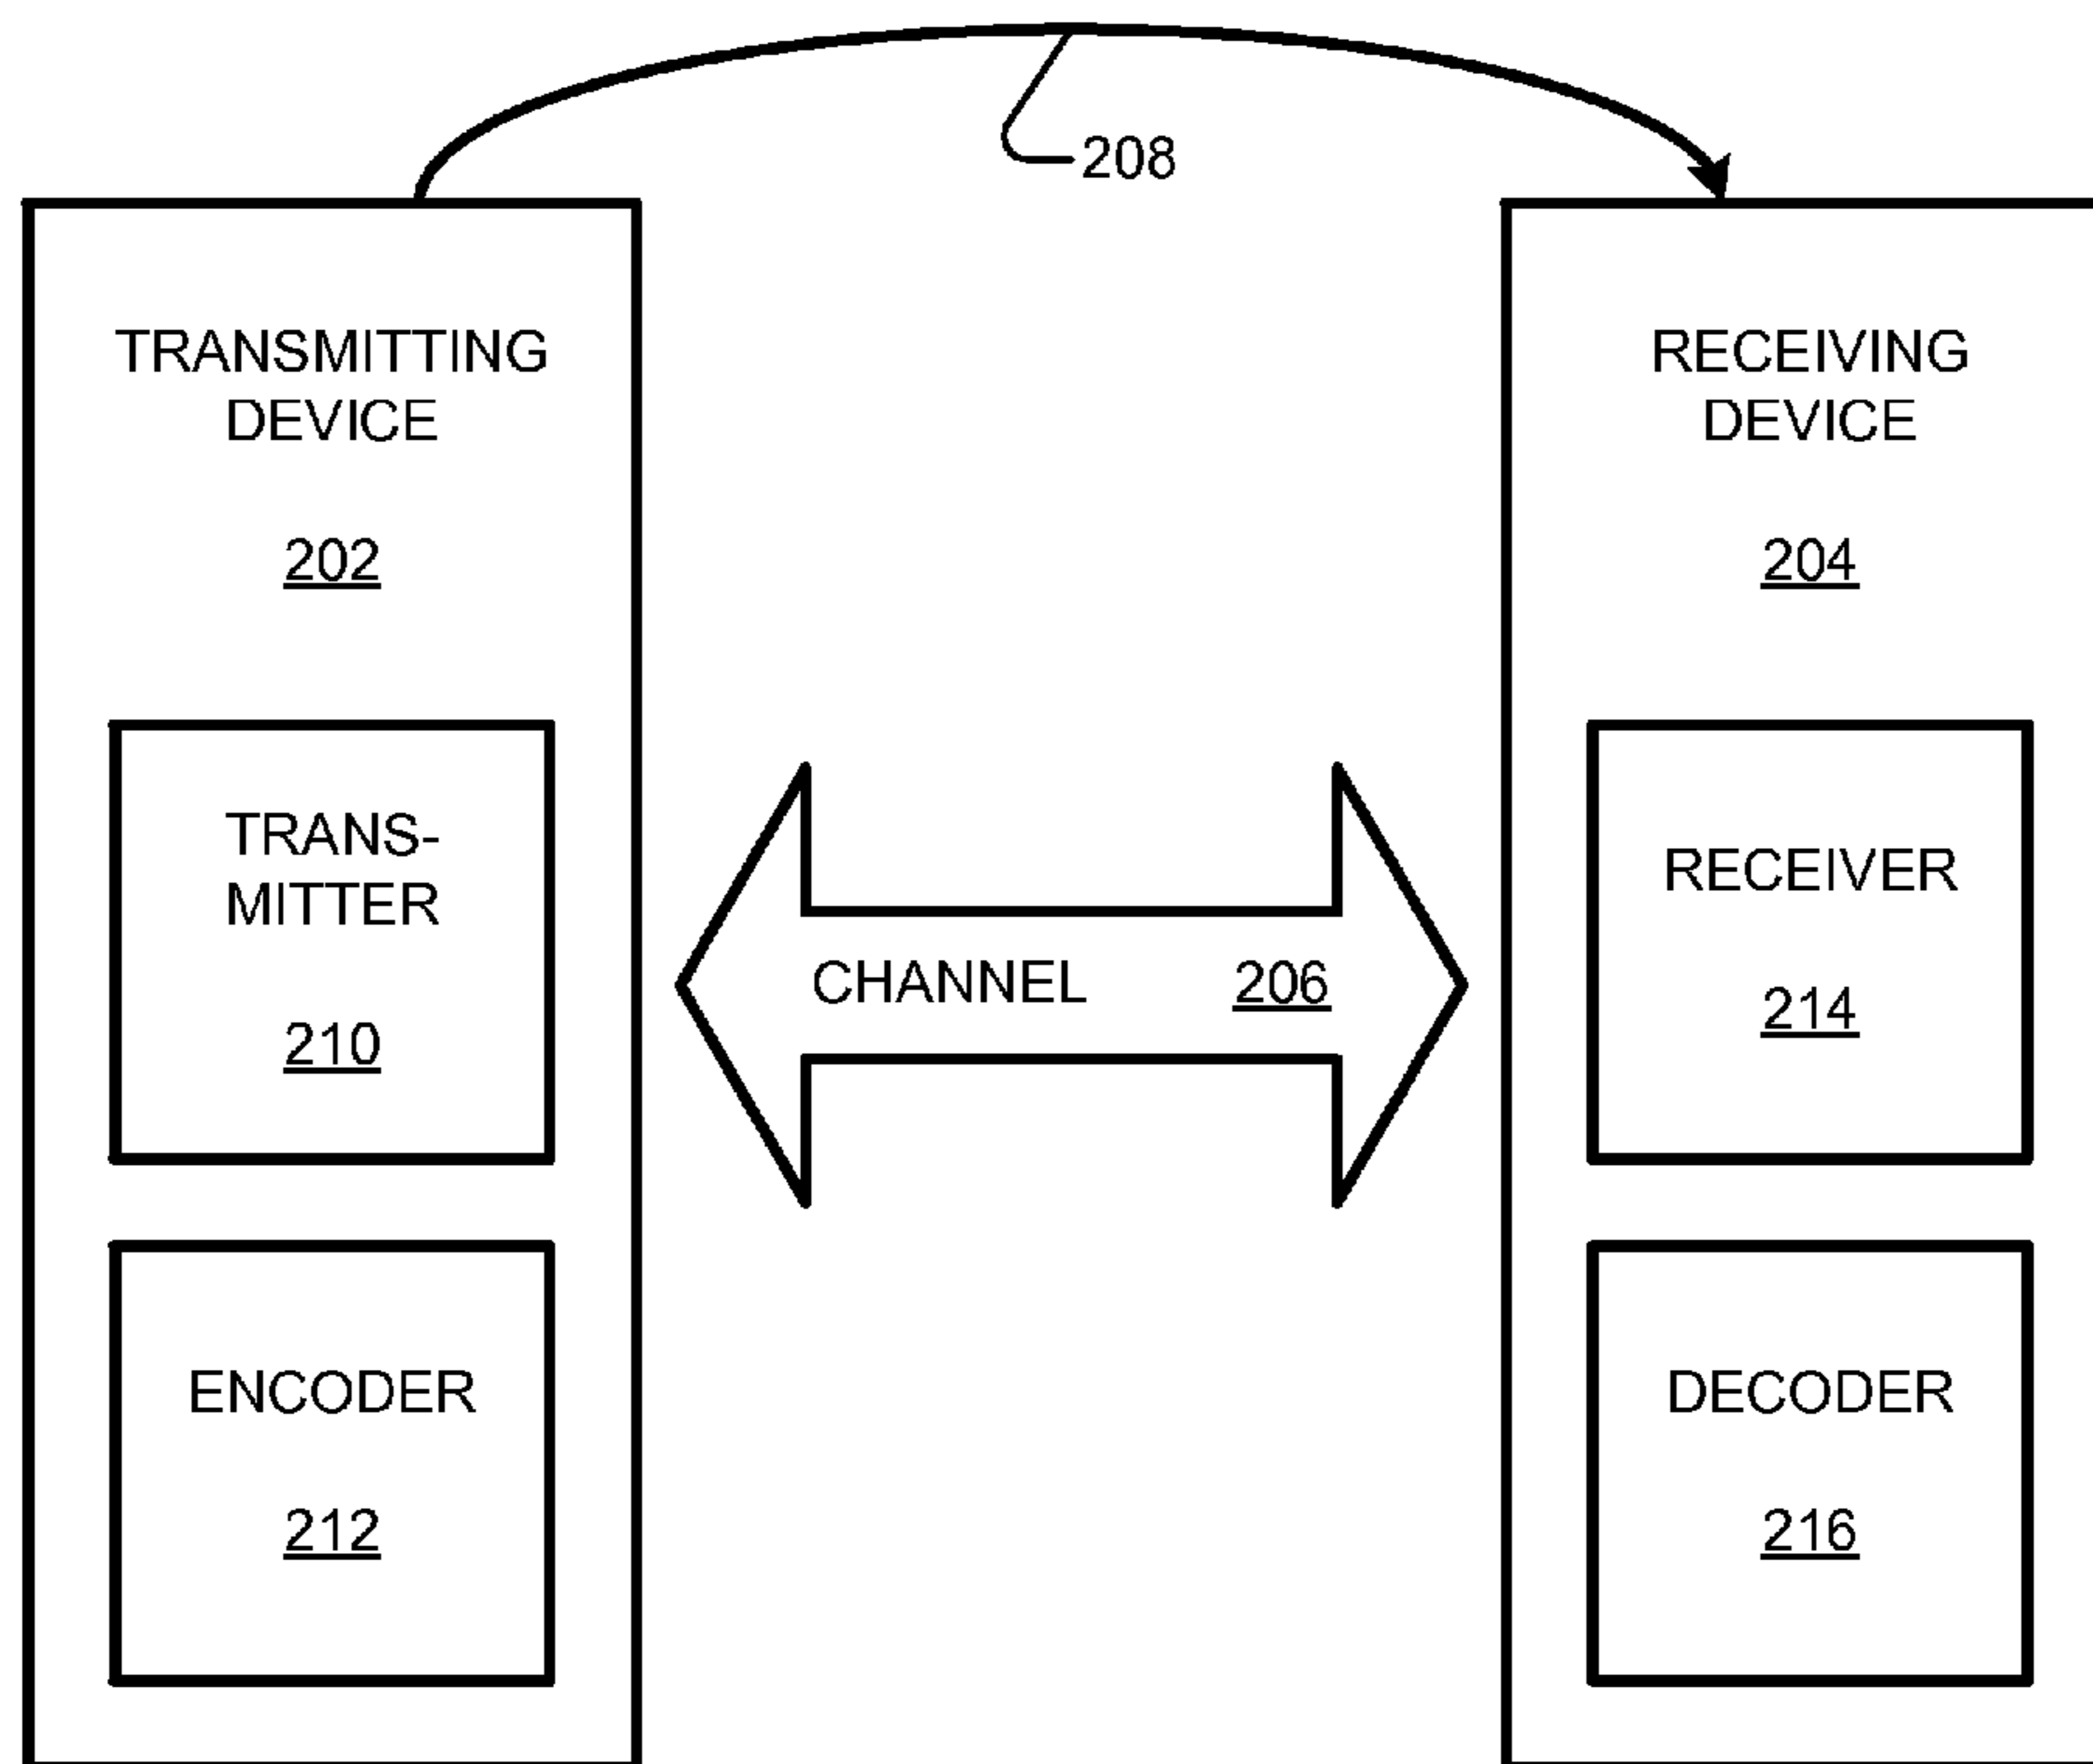 208
TRANSMITTING
DEVICE
202
TRANS-
MITTER
210
ENCODER
212
CHANNEL 206
RECEIVING
DEVICE
204
RECEIVER
214
DECODER
216